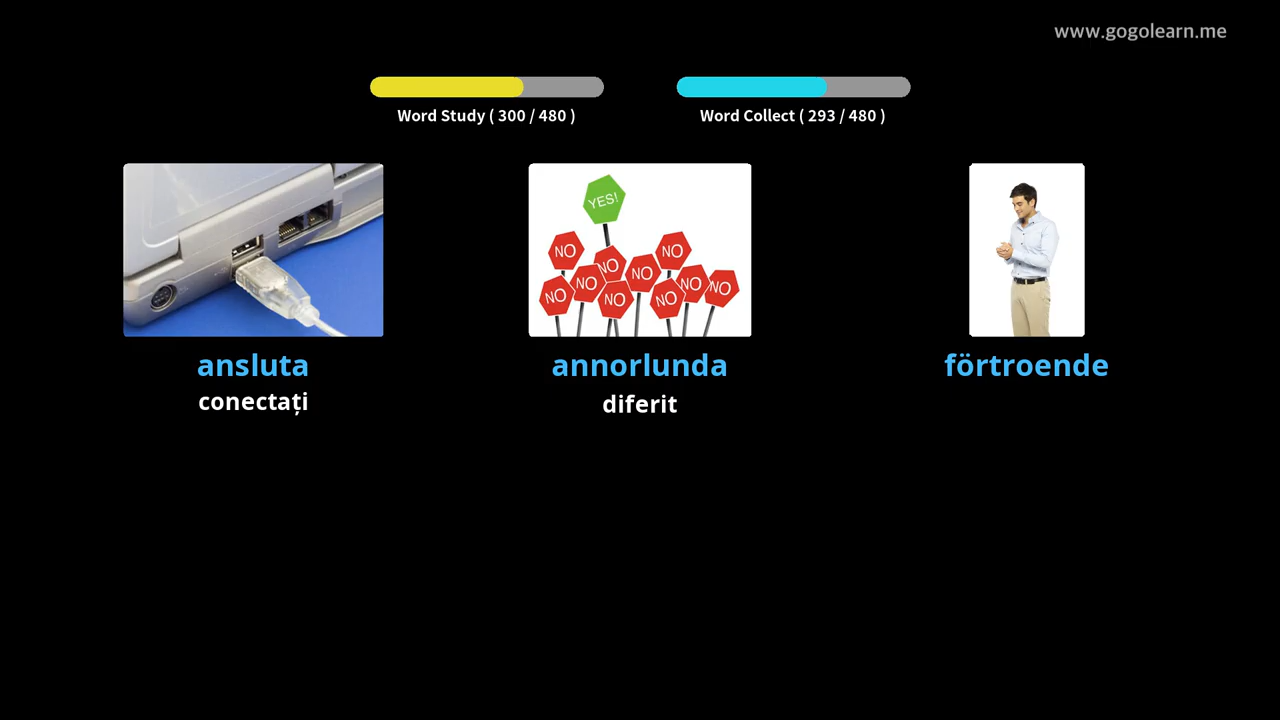 www.gogolearn.me
Word Study ( 300 / 480 )
Word Collect ( 293 / 480 )
YES!
NO
NO
NO
NO
NO
NO
NO
NO
NO
NO
ansluta
annorlunda
förtroende
conectați
diferit